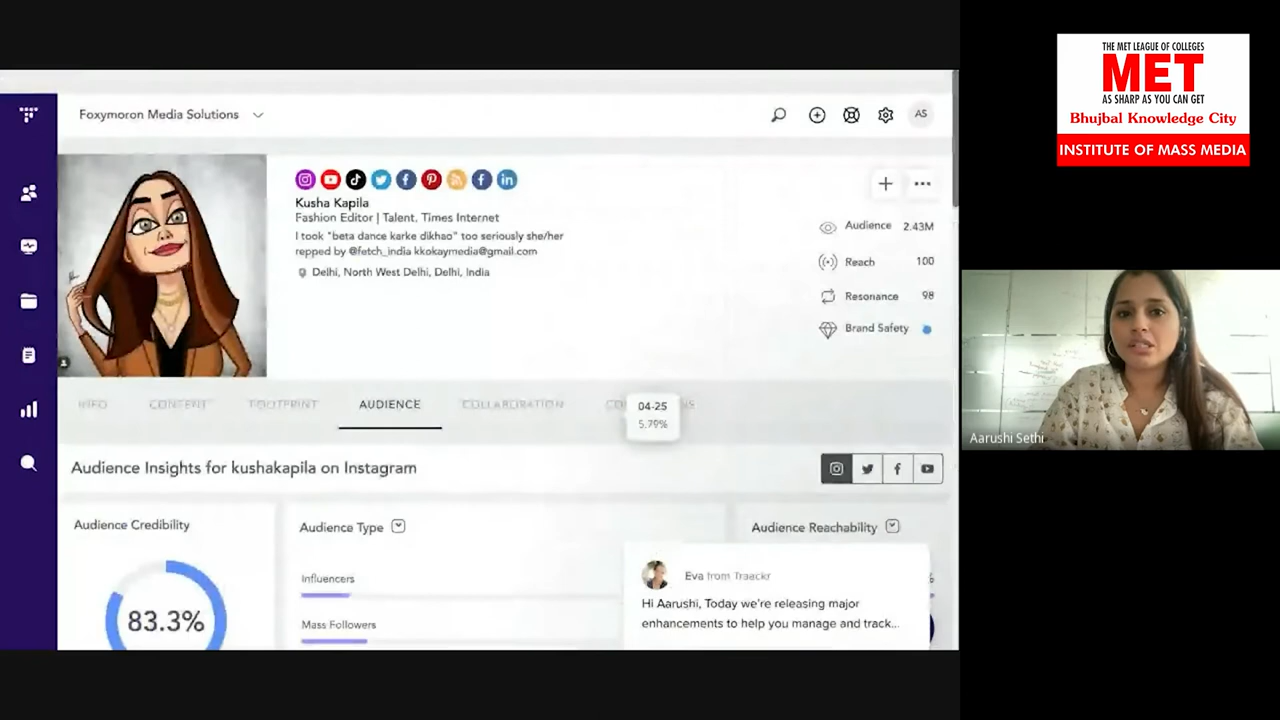 Foxymoron Media Solutions
AS
Kusha Kapila
Fashion Editor | Talent, Times Internet
I took "beta dance karke dikhao" too seriously she/her
repped by @fetch_india kkokaymedia@gmail.com
Delhi, North West Delhi, Delhi, India
Audience 2.43M
Reach 100
Resonance 98
Brand Safety
INFO CONTENT FOOTPRINT AUDIENCE COLLABORATION
04-25
5.79%
Audience Insights for kushakapila on Instagram
Audience Credibility
83.3%
Audience Type
Influencers
Mass Followers
Audience Reachability
Eva from Traackr
Hi Aarushi, Today we're releasing major
enhancements to help you manage and track...
THE MET LEAGUE OF COLLEGES
MET
AS SHARP AS YOU CAN GET
Bhujbal Knowledge City
INSTITUTE OF MASS MEDIA
Aarushi Sethi